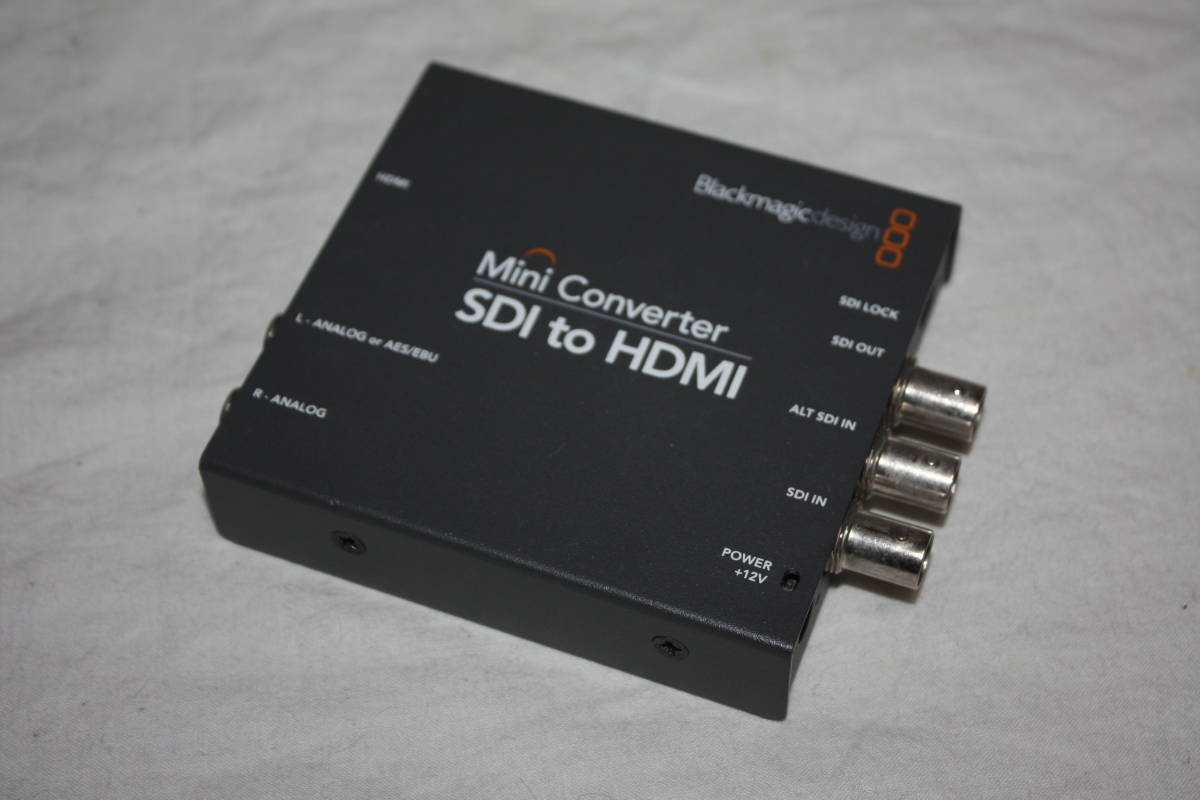 HDMI
Blackmagicdesign
Mini Converter
SDI to HDMI
SDI LOCK
SDI OUT
L - ANALOG or AES/EBU
ALT SDI IN
R - ANALOG
SDI IN
POWER
+12V